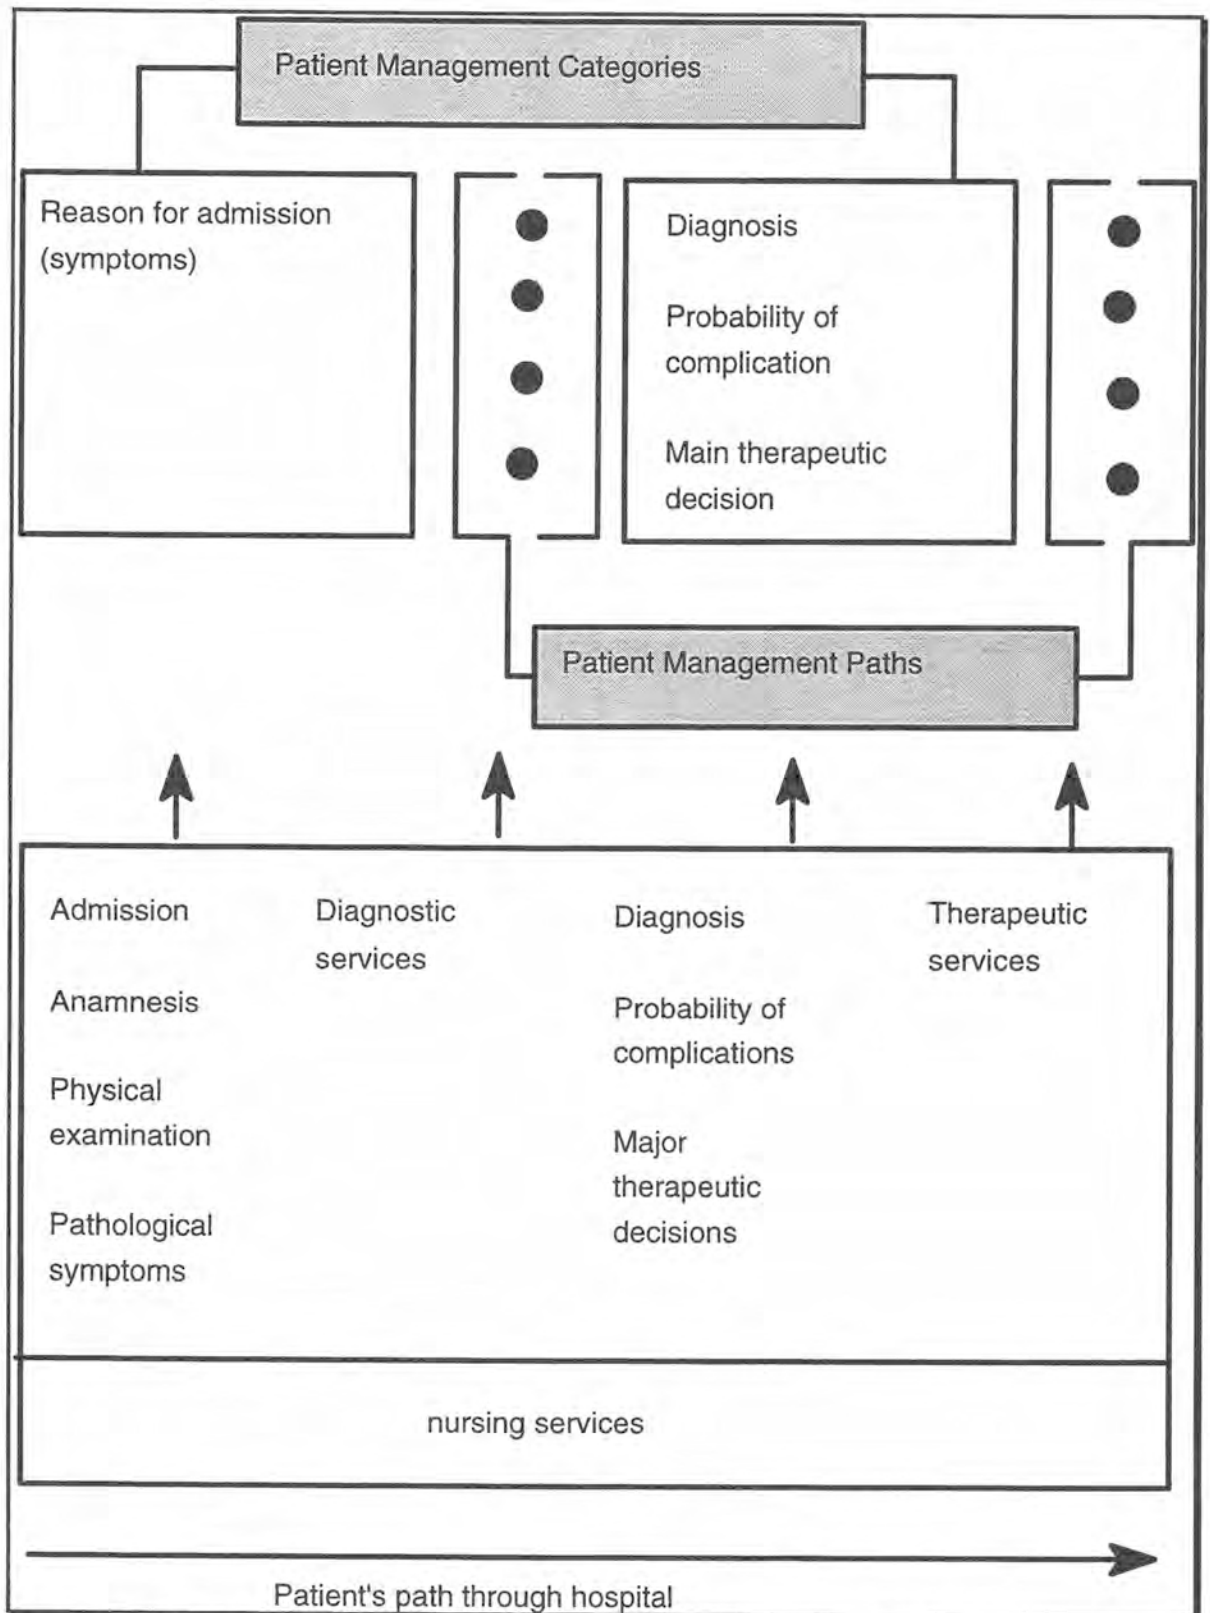 Patient Management Categories
Reason for admission
(symptoms)
Diagnosis
Probability of
complication
Main therapeutic
decision
Patient Management Paths
Admission
Anamnesis
Physical
examination
Pathological
symptoms
Diagnostic
services
Diagnosis
Probability of
complications
Major
therapeutic
decisions
Therapeutic
services
nursing services
Patient's path through hospital